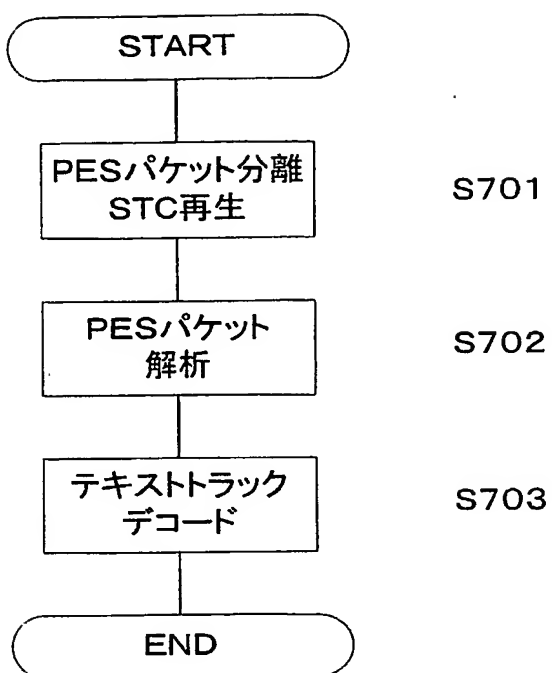 START
PESパケット分離
STC再生
S701
PESパケット
解析
S702
テキストトラック
デコード
S703
END